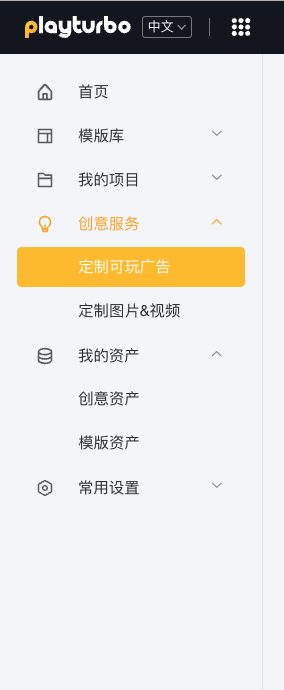 playturbo 中文
首页
模版库
我的项目
创意服务
定制可玩广告
定制图片&视频
我的资产
创意资产
模版资产
常用设置